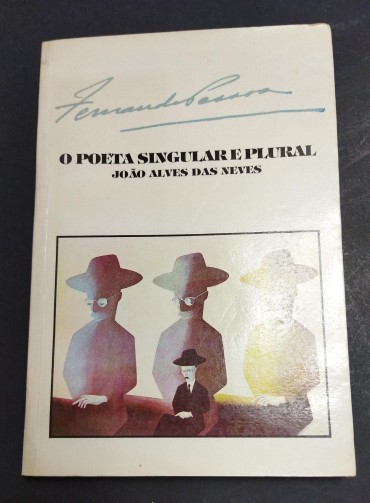 Fernando Pessoa
O POETA SINGULAR E PLURAL
JOÃO ALVES DAS NEVES